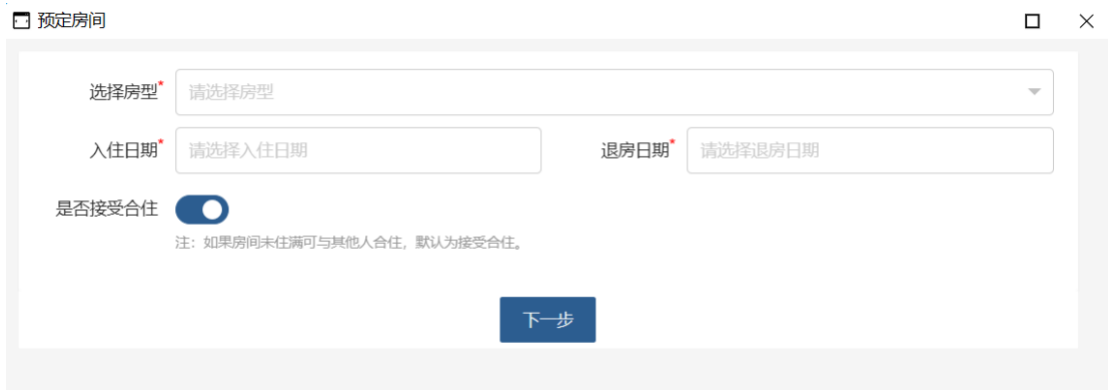 预定房间
选择房型* 请选择房型
入住日期* 请选择入住日期 退房日期* 请选择退房日期
是否接受合住
注：如果房间未住满可与其他人合住，默认为接受合住。
下一步